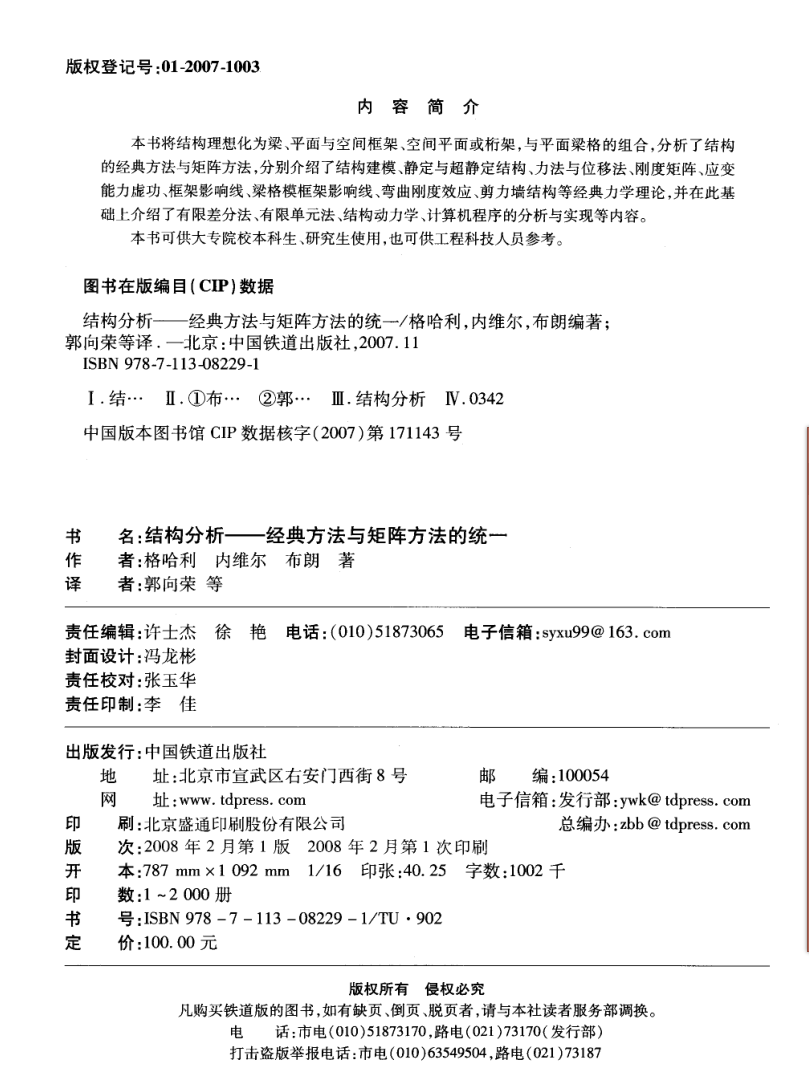 版权登记号:01-2007-1003
内 容 简 介
本书将结构理想化为梁、平面与空间框架、空间平面或桁架,与平面梁格的组合,分析了结构
的经典方法与矩阵方法,分别介绍了结构建模、静定与超静定结构、力法与位移法、刚度矩阵、应变
能力虚功、框架影响线、梁格模框架影响线、弯曲刚度效应、剪力墙结构等经典力学理论,并在此基
础上介绍了有限差分法、有限单元法、结构动力学、计算机程序的分析与实现等内容。
本书可供大专院校本科生、研究生使用,也可供工程科技人员参考。
图书在版编目(CIP)数据
结构分析——经典方法与矩阵方法的统一/格哈利,内维尔,布朗编著;
郭向荣等译.—北京:中国铁道出版社,2007.11
ISBN 978-7-113-08229-1
Ⅰ.结… Ⅱ.①布… ②郭… Ⅲ.结构分析 Ⅳ.0342
中国版本图书馆 CIP 数据核字(2007)第 171143 号
书 名:结构分析——经典方法与矩阵方法的统一
作 者:格哈利 内维尔 布朗 著
译 者:郭向荣 等
责任编辑:许士杰 徐 艳 电话:(010)51873065 电子信箱:syxu99@163.com
封面设计:冯龙彬
责任校对:张玉华
责任印制:李 佳
出版发行:中国铁道出版社
地 址:北京市宣武区右安门西街 8 号 邮 编:100054
网 址:www.tdpress.com 电子信箱:发行部:ywk@tdpress.com
印 刷:北京盛通印刷股份有限公司 总编办:zbb@tdpress.com
版 次:2008 年 2 月第 1 版 2008 年 2 月第 1 次印刷
开 本:787 mm×1 092 mm 1/16 印张:40.25 字数:1002 千
印 数:1~2 000 册
书 号:ISBN 978-7-113-08229-1/TU·902
定 价:100.00 元
版权所有 侵权必究
凡购买铁道版的图书,如有缺页、倒页、脱页者,请与本社读者服务部调换。
电 话:市电(010)51873170,路电(021)73170(发行部)
打击盗版举报电话:市电(010)63549504,路电(021)73187